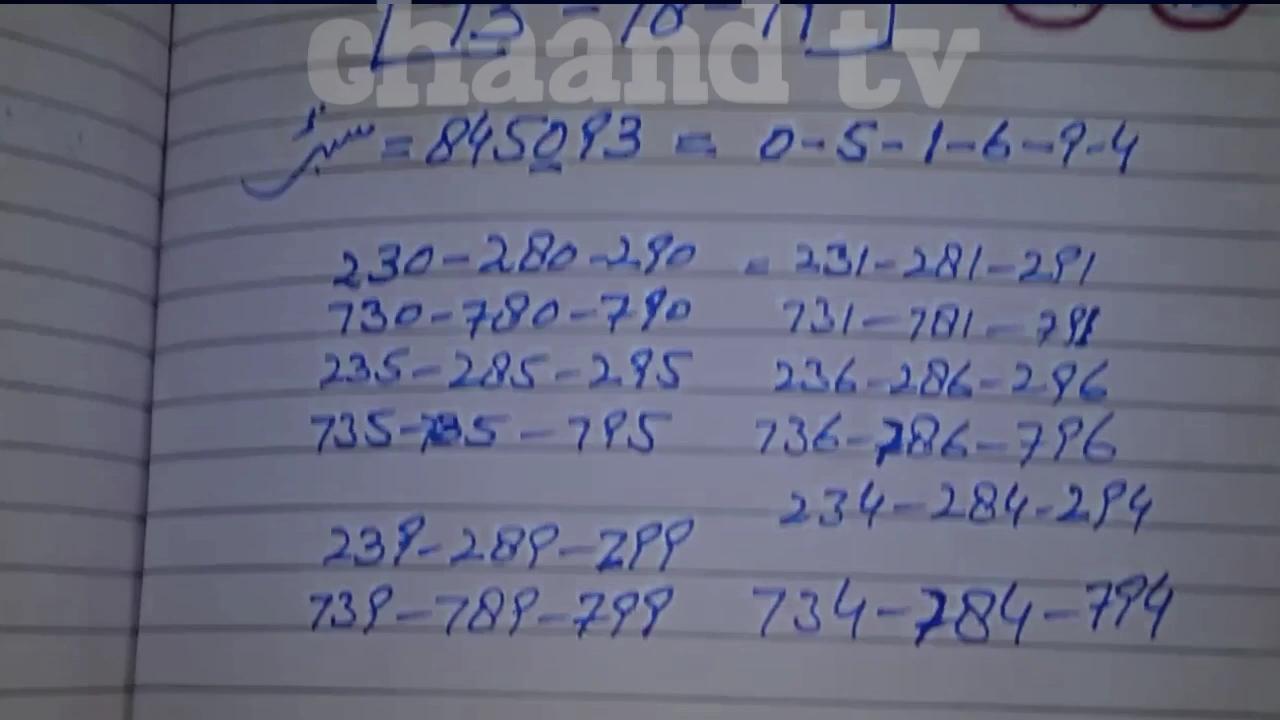 chaand tv
= 845093 = 0-5-1-6-9-4
230-280-290 = 231-281-291
730-780-790 731-781-791
235-285-295 236-286-296
735-785-795 736-786-796
234-284-294
239-289-299
739-789-799 734-784-794